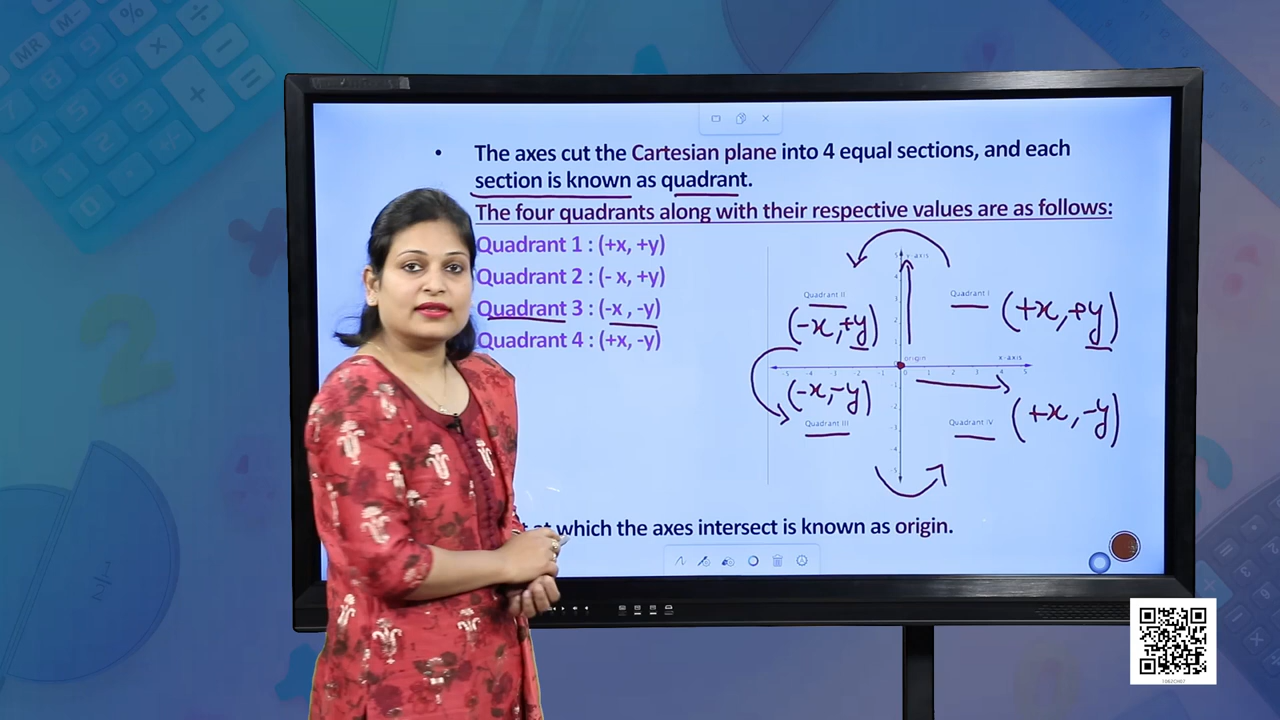 • The axes cut the Cartesian plane into 4 equal sections, and each
section is known as quadrant.
The four quadrants along with their respective values are as follows:
Quadrant 1 : (+x, +y)
Quadrant 2 : (- x, +y)
Quadrant 3 : (-x , -y)
Quadrant 4 : (+x, -y)
y-axis
Quadrant II
Quadrant I
(-x,+y)
(+x,+y)
origin
x-axis
(-x,-y)
(+x,-y)
Quadrant III
Quadrant IV
at which the axes intersect is known as origin.